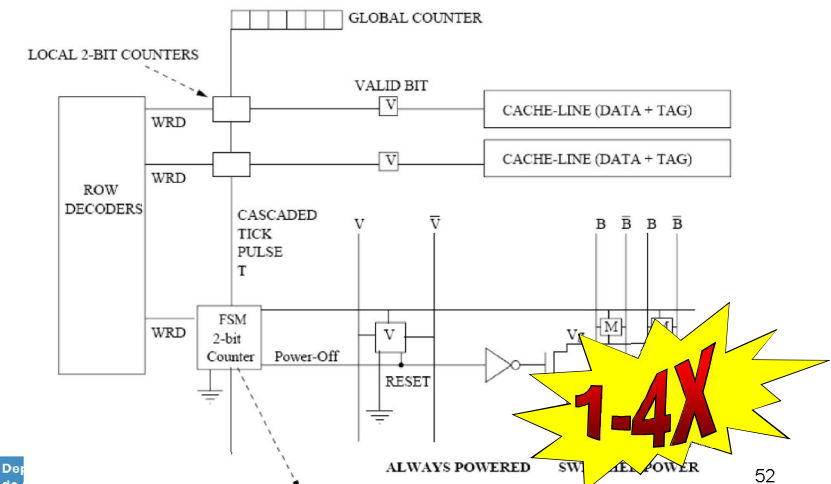 GLOBAL COUNTER
LOCAL 2-BIT COUNTERS
VALID BIT
V
CACHE-LINE (DATA + TAG)
WRD
V
CACHE-LINE (DATA + TAG)
WRD
ROW
DECODERS
CASCADED
TICK
PULSE
T
V
V̅
B B̅ B B̅
FSM
2-bit
Counter
WRD
V
M
Power-Off
RESET
1-4X
ALWAYS POWERED
POWER
52